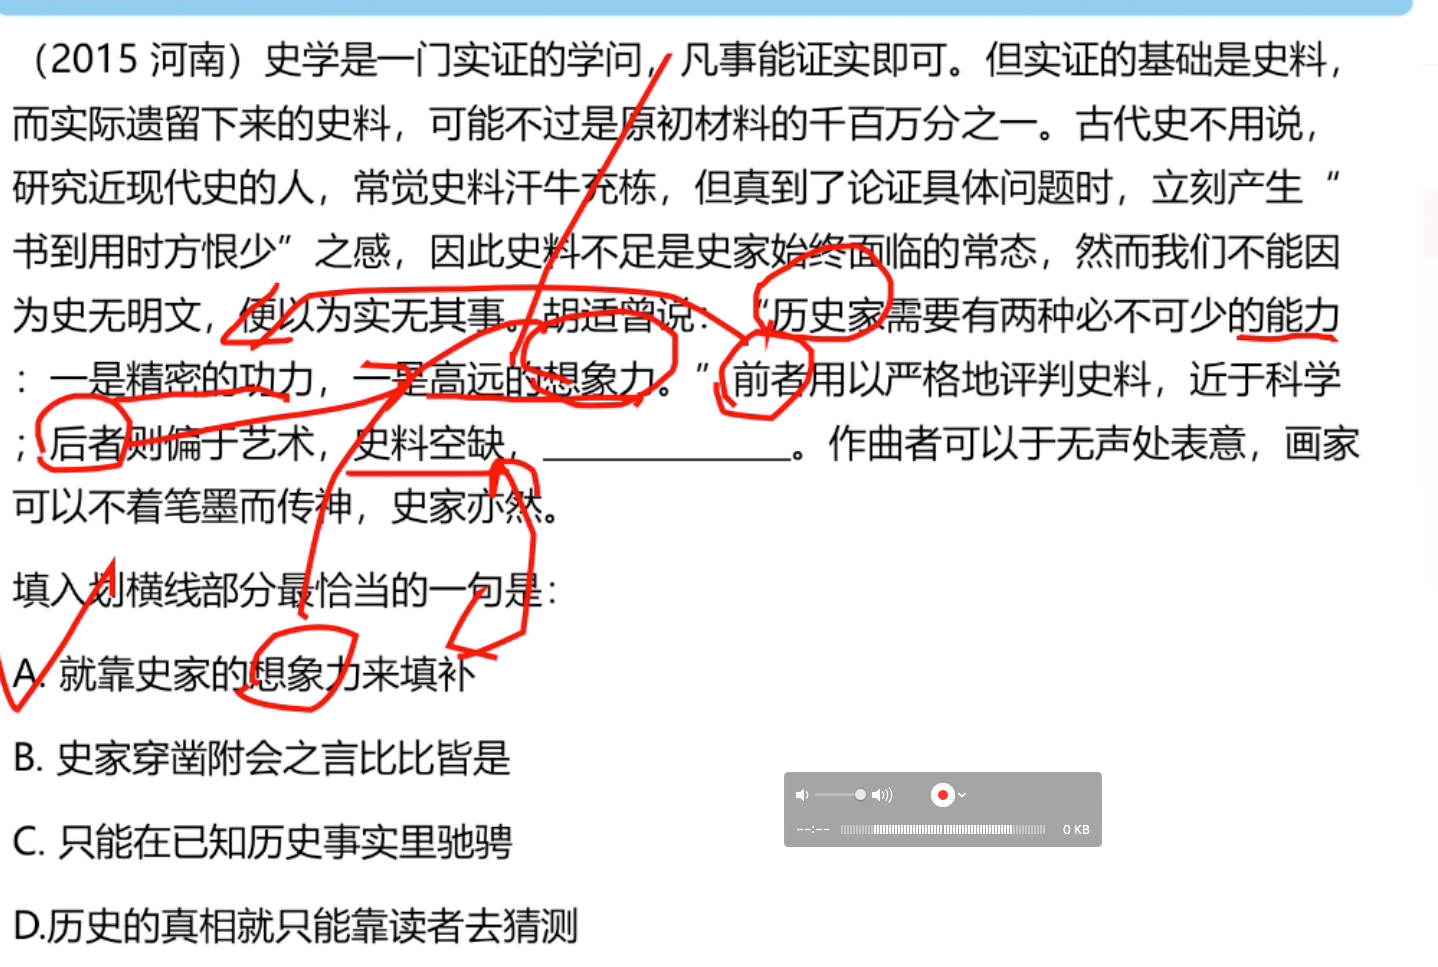 （2015 河南）史学是一门实证的学问，凡事能证实即可。但实证的基础是史料，
而实际遗留下来的史料，可能不过是原初材料的千百万分之一。古代史不用说，
研究近现代史的人，常觉史料汗牛充栋，但真到了论证具体问题时，立刻产生“
书到用时方恨少”之感，因此史料不足是史家始终面临的常态，然而我们不能因
为史无明文，便以为实无其事。胡适曾说：“历史家需要有两种必不可少的能力
：一是精密的功力，一是高远的想象力。”前者用以严格地评判史料，近于科学
；后者则偏于艺术，史料空缺，_____________。作曲者可以于无声处表意，画家
可以不着笔墨而传神，史家亦然。
填入划横线部分最恰当的一句是：
A. 就靠史家的想象力来填补
B. 史家穿凿附会之言比比皆是
C. 只能在已知历史事实里驰骋
D.历史的真相就只能靠读者去猜测
--:-- 0 KB